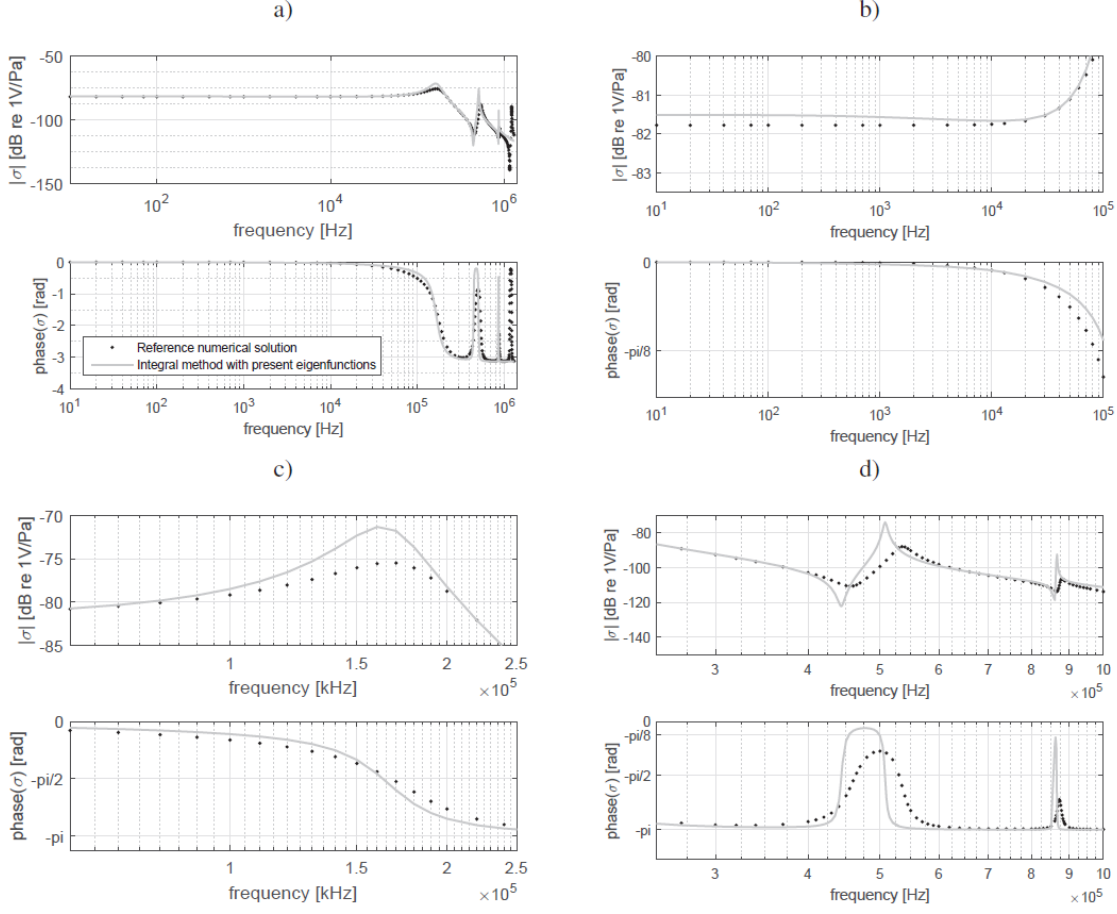 a)
-50
-100
-150
|σ| [dB re 1V/Pa]
10^2 10^4 10^6
frequency [Hz]
0
-1
-2
-3
-4
phase(σ) [rad]
Reference numerical solution
Integral method with present eigenfunctions
10^1 10^2 10^3 10^4 10^5 10^6
frequency [Hz]
b)
-80
-81
-82
-83
|σ| [dB re 1V/Pa]
10^1 10^2 10^3 10^4 10^5
frequency [Hz]
0
-pi/8
phase(σ) [rad]
10^1 10^2 10^3 10^4 10^5
frequency [Hz]
c)
-70
-75
-80
-85
|σ| [dB re 1V/Pa]
1 1.5 2 2.5
frequency [kHz]
×10^5
0
-pi/2
-pi
phase(σ) [rad]
1 1.5 2 2.5
frequency [kHz]
×10^5
d)
-80
-100
-120
-140
|σ| [dB re 1V/Pa]
3 4 5 6 7 8 9 10
frequency [Hz]
×10^5
0
-pi/8
-pi/2
-pi
phase(σ) [rad]
3 4 5 6 7 8 9 10
frequency [Hz]
×10^5